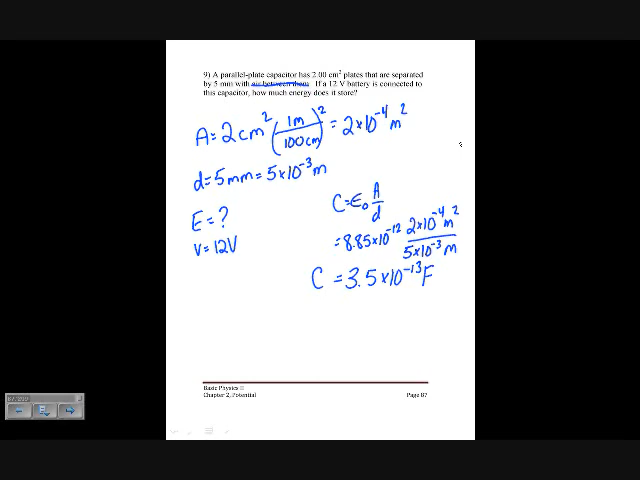 9) A parallel-plate capacitor has 2.00 cm² plates that are separated
by 5 mm with air between them. If a 12 V battery is connected to
this capacitor, how much energy does it store?
A = 2 cm² (1m/100cm)² = 2×10⁻⁴ m²
d = 5mm = 5×10⁻³ m
E = ?
V = 12V
C = ε₀ A/d
= 8.85×10⁻¹² 2×10⁻⁴ m²/5×10⁻³ m
C = 3.5×10⁻¹³ F
Basic Physics II
Chapter 2, Potential
Page 87